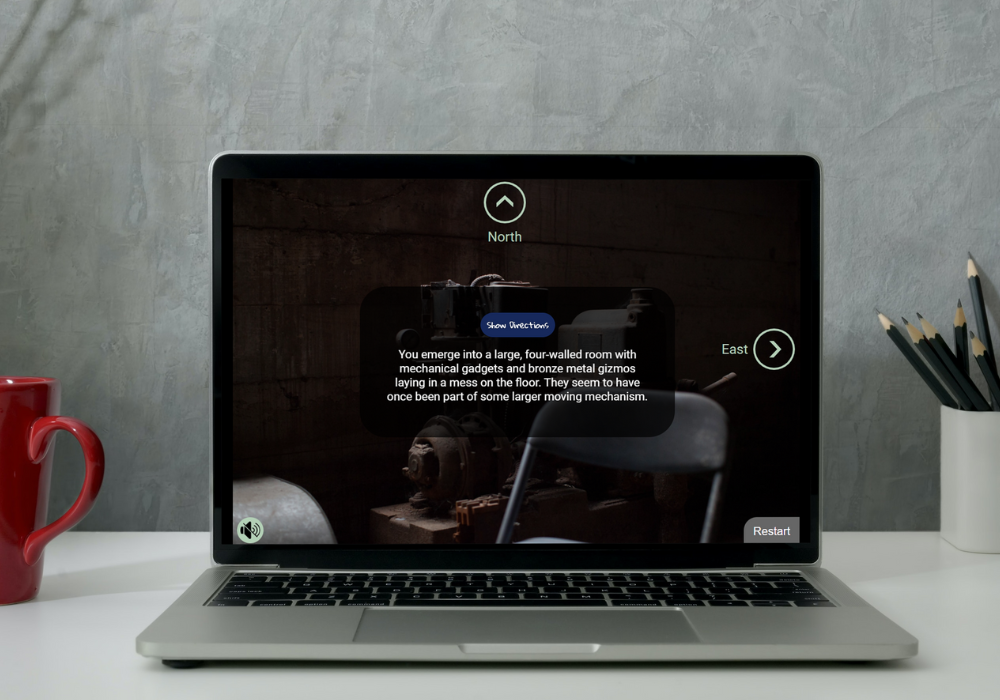 North
Show Directions
East
You emerge into a large, four-walled room with
mechanical gadgets and bronze metal gizmos
laying in a mess on the floor. They seem to have
once been part of some larger moving mechanism.
Restart